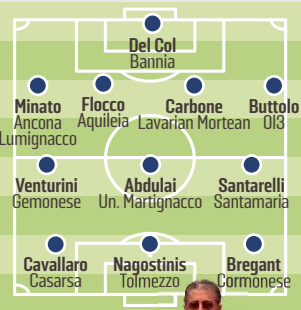 Del Col
Bannia
Minato
Ancona
Lumignacco
Flocco
Aquileia
Carbone
Lavarian Mortean
Buttolo
Ol3
Venturini
Gemonese
Abdulai
Un. Martignacco
Santarelli
Santamaria
Cavallaro
Casarsa
Nagostinis
Tolmezzo
Bregant
Cormonese